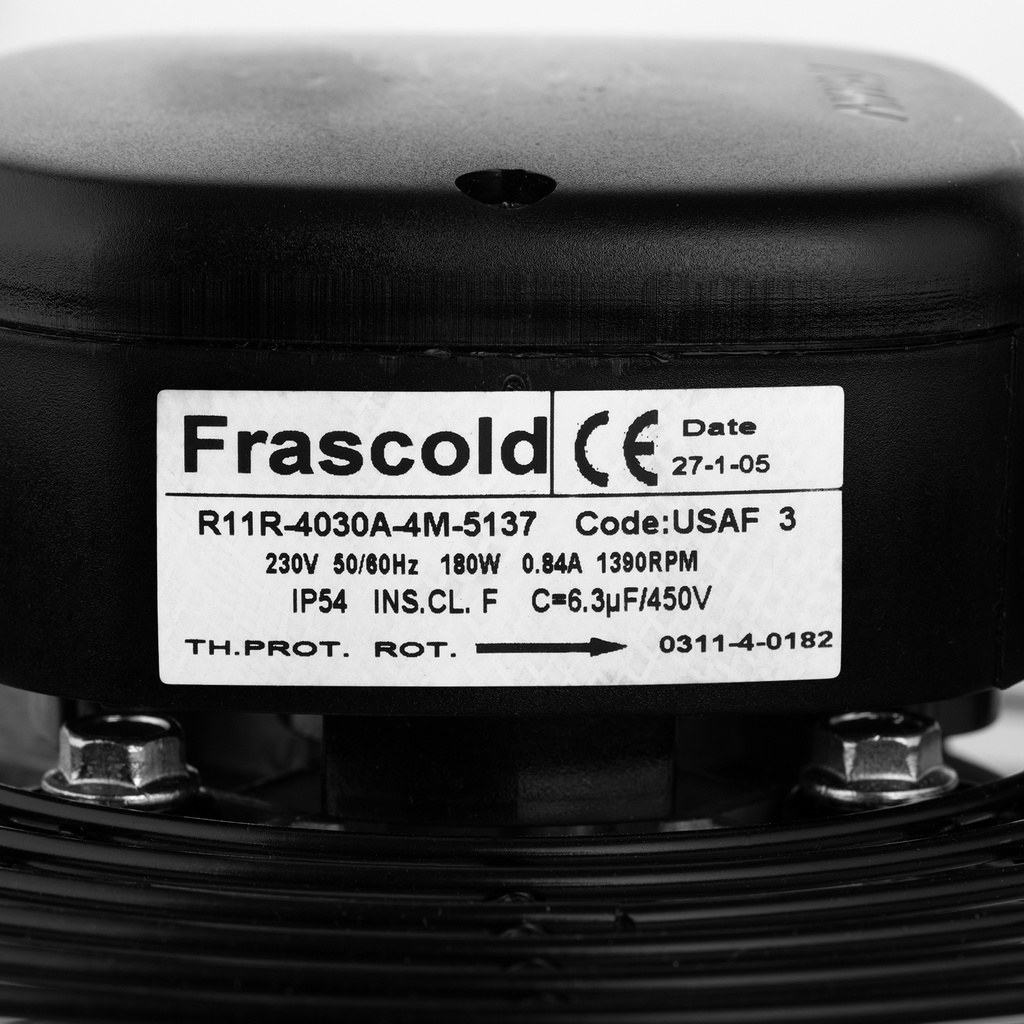 Frascold CE Date
27-1-05
R11R-4030A-4M-5137 Code:USAF 3
230V 50/60Hz 180W 0.84A 1390RPM
IP54 INS.CL. F C=6.3µF/450V
TH.PROT. ROT. 0311-4-0182